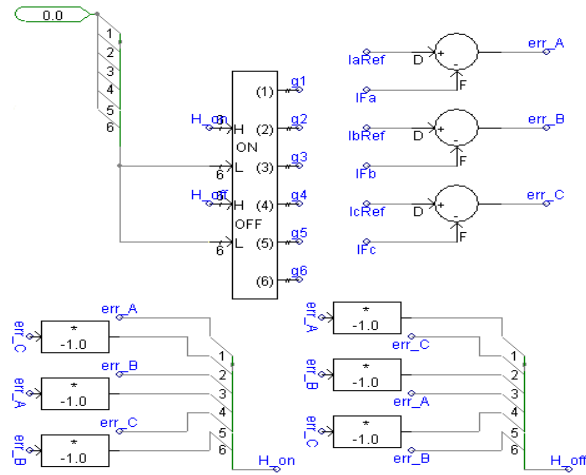 0.0
1
2
3
4
5
6
H_on
6
H
ON
6
L
H_off
6
H
OFF
6
L
(1)
(2)
(3)
(4)
(5)
(6)
g1
g2
g3
g4
g5
g6
IaRef
D
+
-
F
IFa
err_A
IbRef
D
+
-
F
IFb
err_B
IcRef
D
+
-
F
IFc
err_C
err_A
err_C
*
-1.0
err_B
err_A
*
-1.0
err_C
err_B
*
-1.0
1
2
3
4
5
6
H_on
err_A
*
-1.0
err_C
err_B
*
-1.0
err_A
err_C
*
-1.0
err_B
1
2
3
4
5
6
H_off